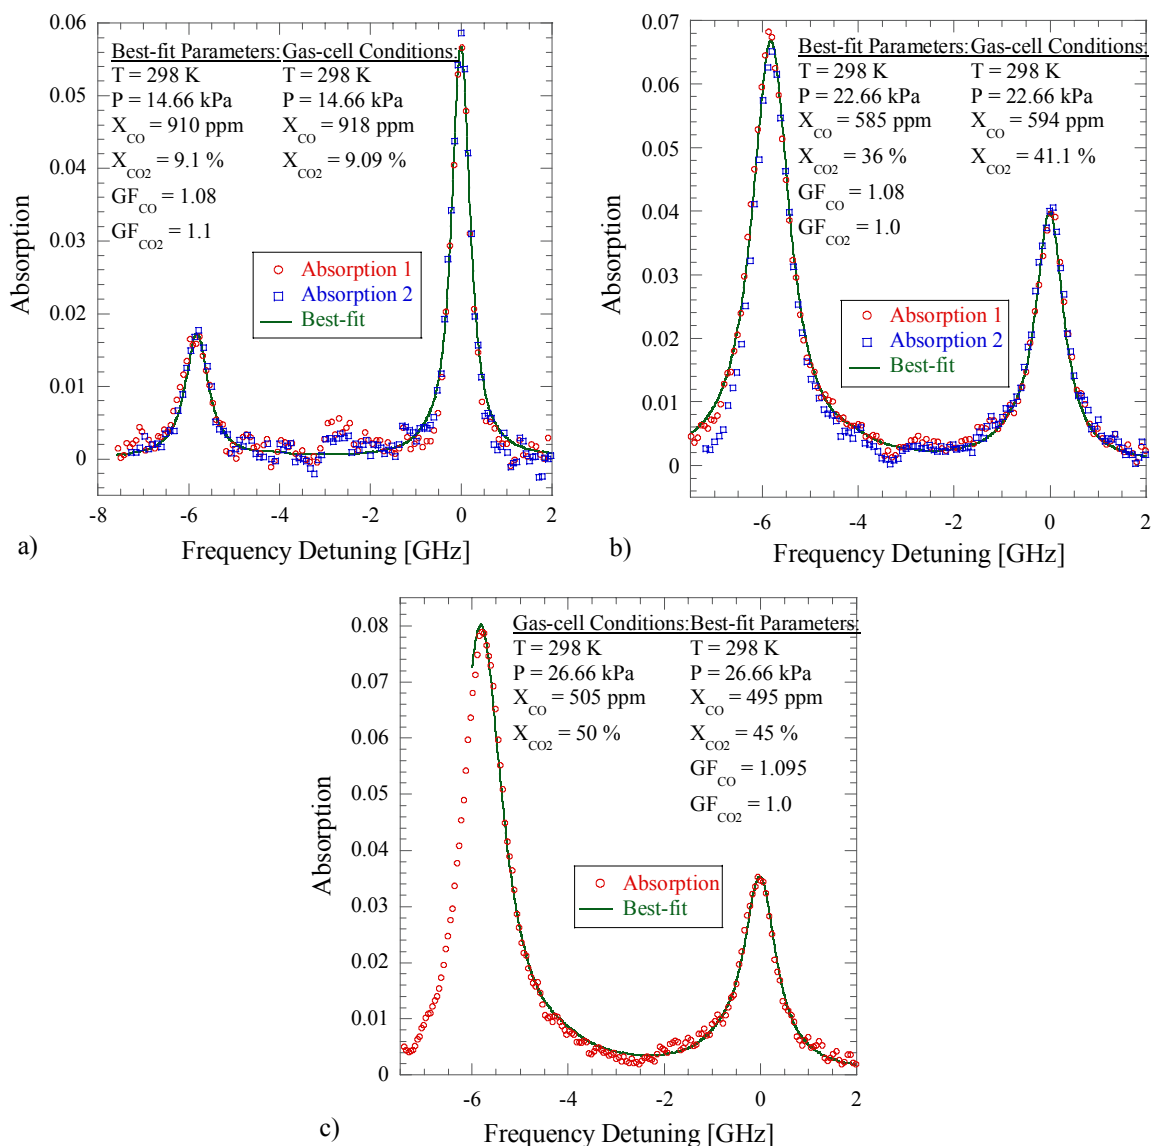 Best-fit Parameters: Gas-cell Conditions:
T = 298 K T = 298 K
P = 14.66 kPa P = 14.66 kPa
X_CO = 910 ppm X_CO = 918 ppm
X_CO2 = 9.1 % X_CO2 = 9.09 %
GF_CO = 1.08
GF_CO2 = 1.1
Absorption 1
Absorption 2
Best-fit
Absorption
0.06
0.05
0.04
0.03
0.02
0.01
0
-8 -6 -4 -2 0 2
Frequency Detuning [GHz]
a)
Best-fit Parameters: Gas-cell Conditions:
T = 298 K T = 298 K
P = 22.66 kPa P = 22.66 kPa
X_CO = 585 ppm X_CO = 594 ppm
X_CO2 = 36 % X_CO2 = 41.1 %
GF_CO = 1.08
GF_CO2 = 1.0
Absorption 1
Absorption 2
Best-fit
Absorption
0.07
0.06
0.05
0.04
0.03
0.02
0.01
0
-6 -4 -2 0 2
Frequency Detuning [GHz]
b)
Gas-cell Conditions: Best-fit Parameters:
T = 298 K T = 298 K
P = 26.66 kPa P = 26.66 kPa
X_CO = 505 ppm X_CO = 495 ppm
X_CO2 = 50 % X_CO2 = 45 %
GF_CO = 1.095
GF_CO2 = 1.0
Absorption
Best-fit
Absorption
0.08
0.07
0.06
0.05
0.04
0.03
0.02
0.01
0
-6 -4 -2 0 2
Frequency Detuning [GHz]
c)